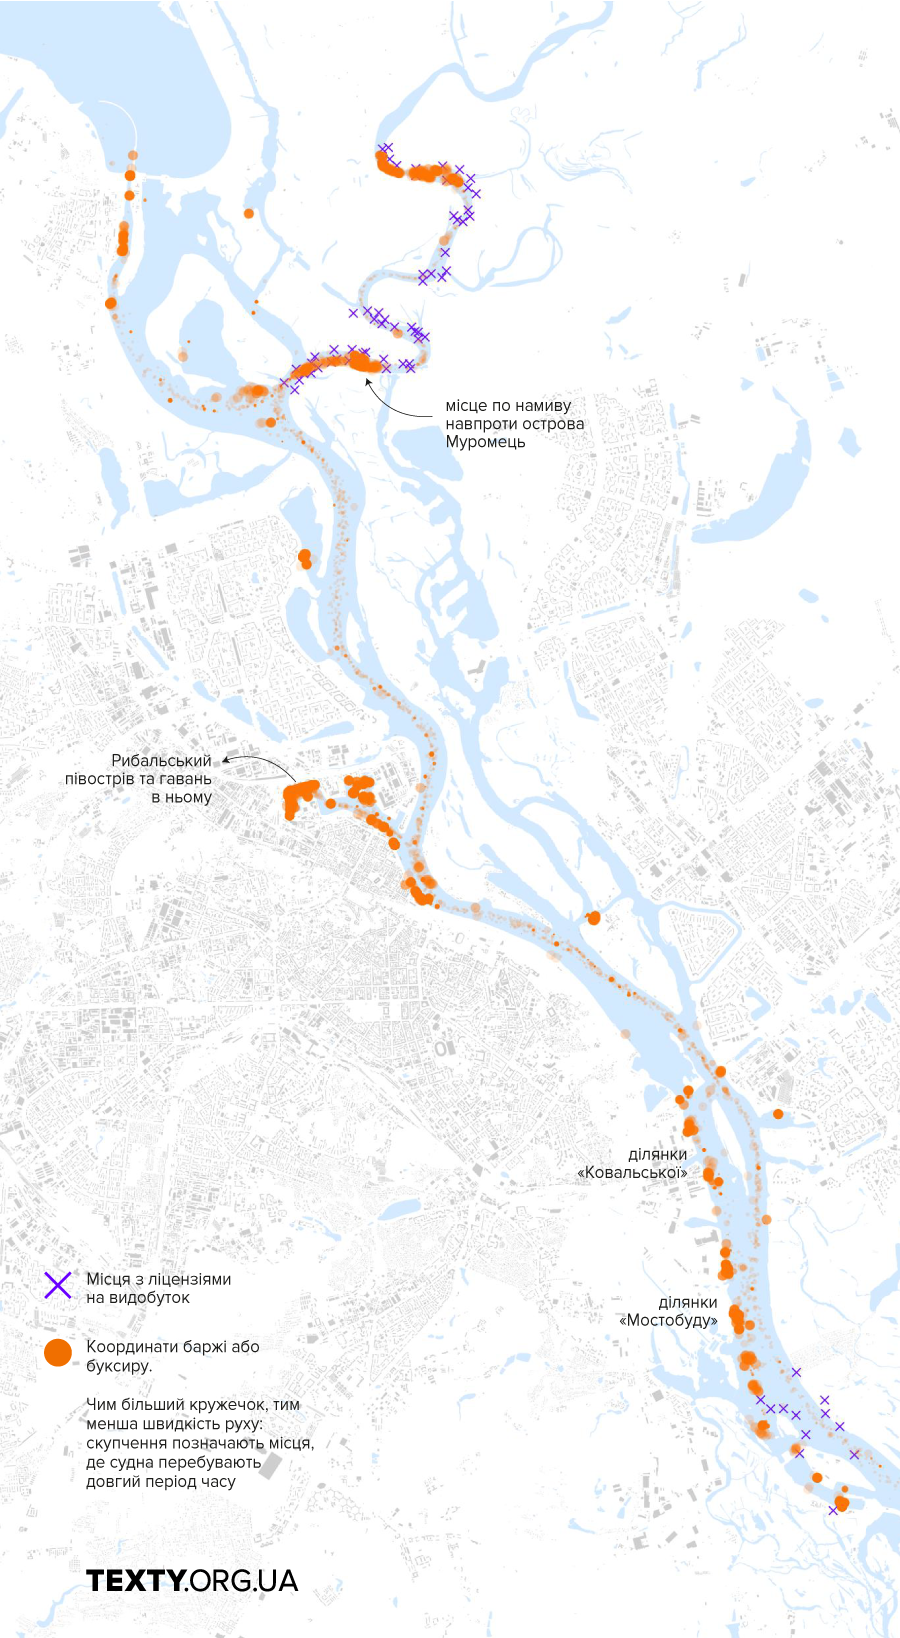 місце по намиву
навпроти острова
Муромець
Рибальський
півострів та гавань
в ньому
ділянки
«Ковальської»
ділянки
«Мостобуду»
Місця з ліцензіями
на видобуток
Координати баржі або
буксиру.
Чим більший кружечок, тим
менша швидкість руху:
скупчення позначають місця,
де судна перебувають
довгий період часу
TEXTY.ORG.UA